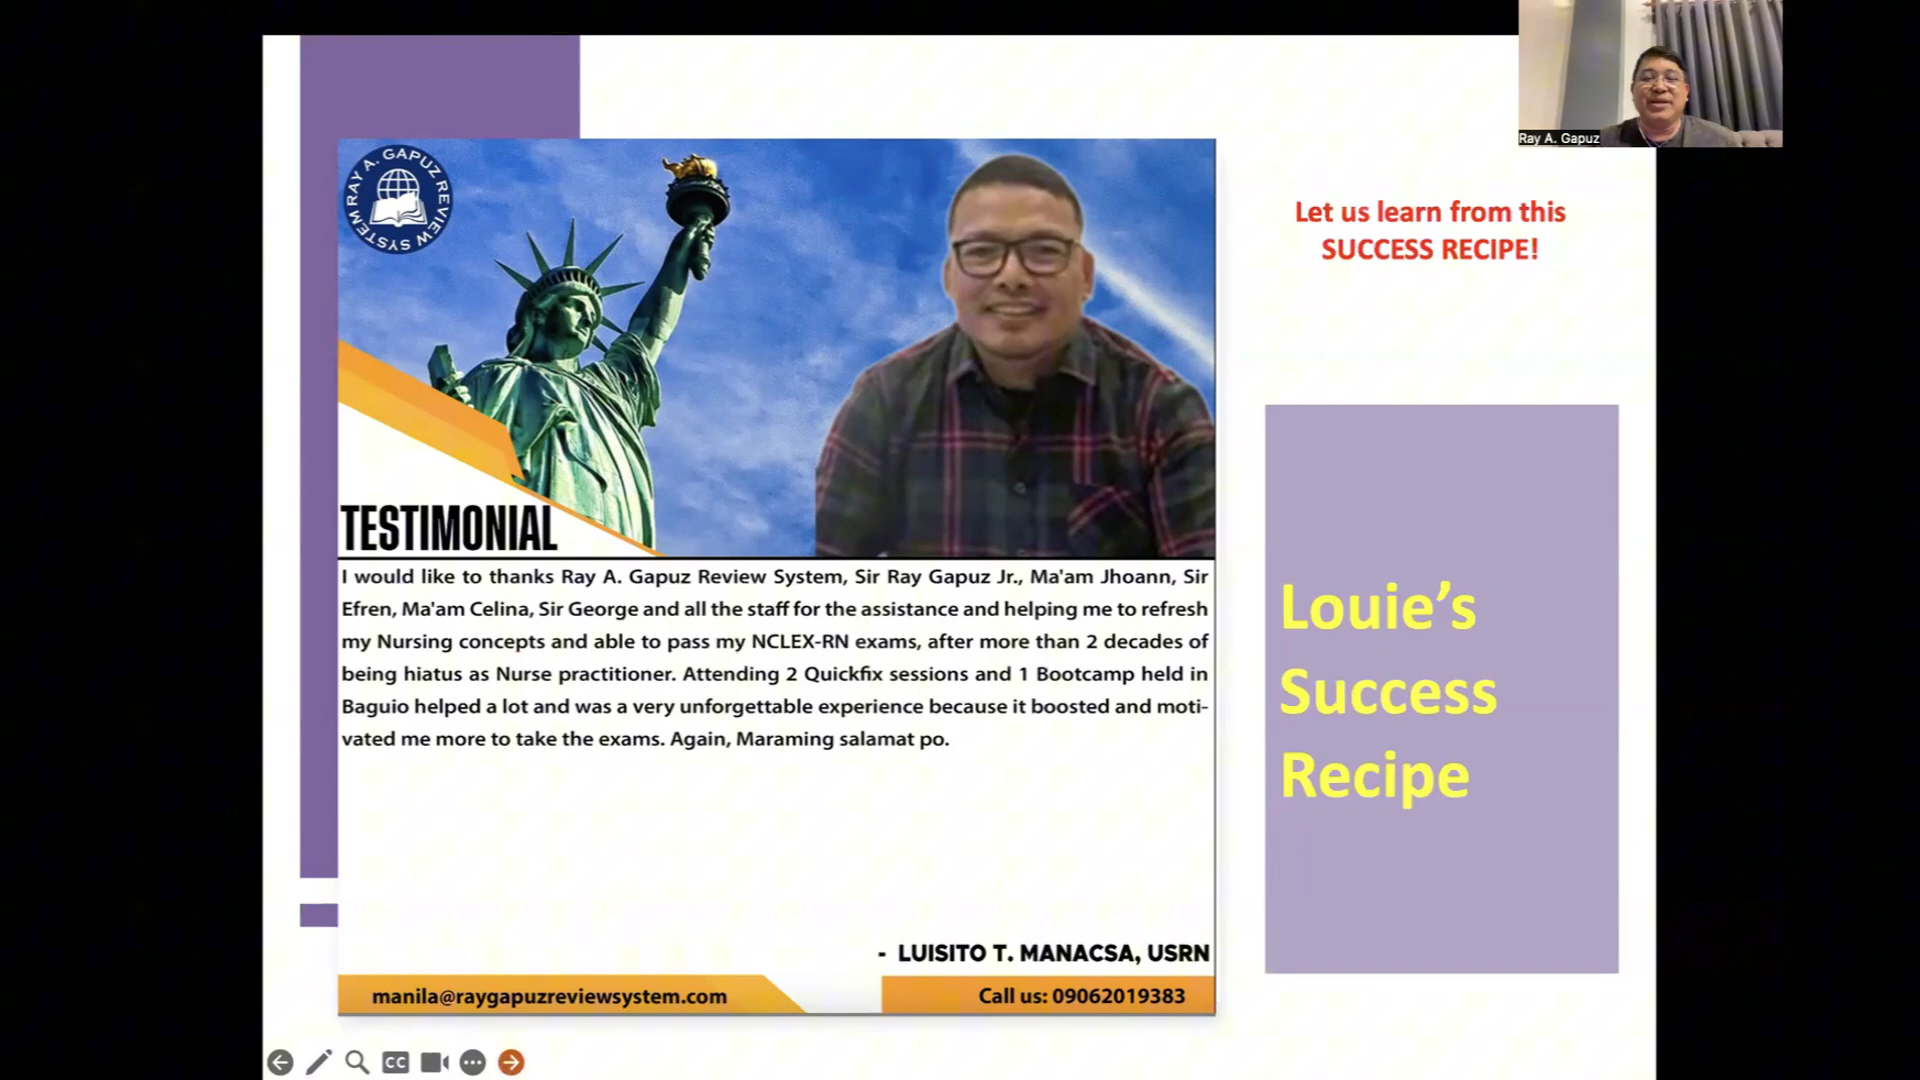 Ray A. Gapuz
RAY A. GAPUZ REVIEW SYSTEM
Let us learn from this
SUCCESS RECIPE!
TESTIMONIAL
I would like to thanks Ray A. Gapuz Review System, Sir Ray Gapuz Jr., Ma'am Jhoann, Sir
Efren, Ma'am Celina, Sir George and all the staff for the assistance and helping me to refresh
my Nursing concepts and able to pass my NCLEX-RN exams, after more than 2 decades of
being hiatus as Nurse practitioner. Attending 2 Quickfix sessions and 1 Bootcamp held in
Baguio helped a lot and was a very unforgettable experience because it boosted and moti-
vated me more to take the exams. Again, Maraming salamat po.
- LUISITO T. MANACSA, USRN
manila@raygapuzreviewsystem.com
Call us: 09062019383
Louie’s
Success
Recipe
CC